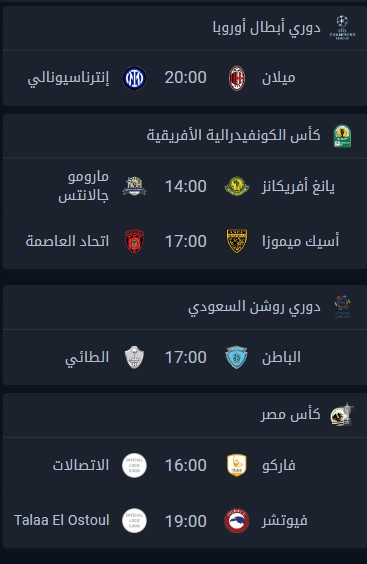 دوري أبطال أوروبا
ميلان 20:00 إنترناسيونالي
كأس الكونفيدرالية الأفريقية
يانغ أفريكانز 14:00 مارومو جالانتس
أسيك ميموزا 17:00 اتحاد العاصمة
دوري روشن السعودي
الباطن 17:00 الطائي
كأس مصر
فاركو 16:00 الاتصالات
فيوتشر 19:00 Talaa El Ostoul